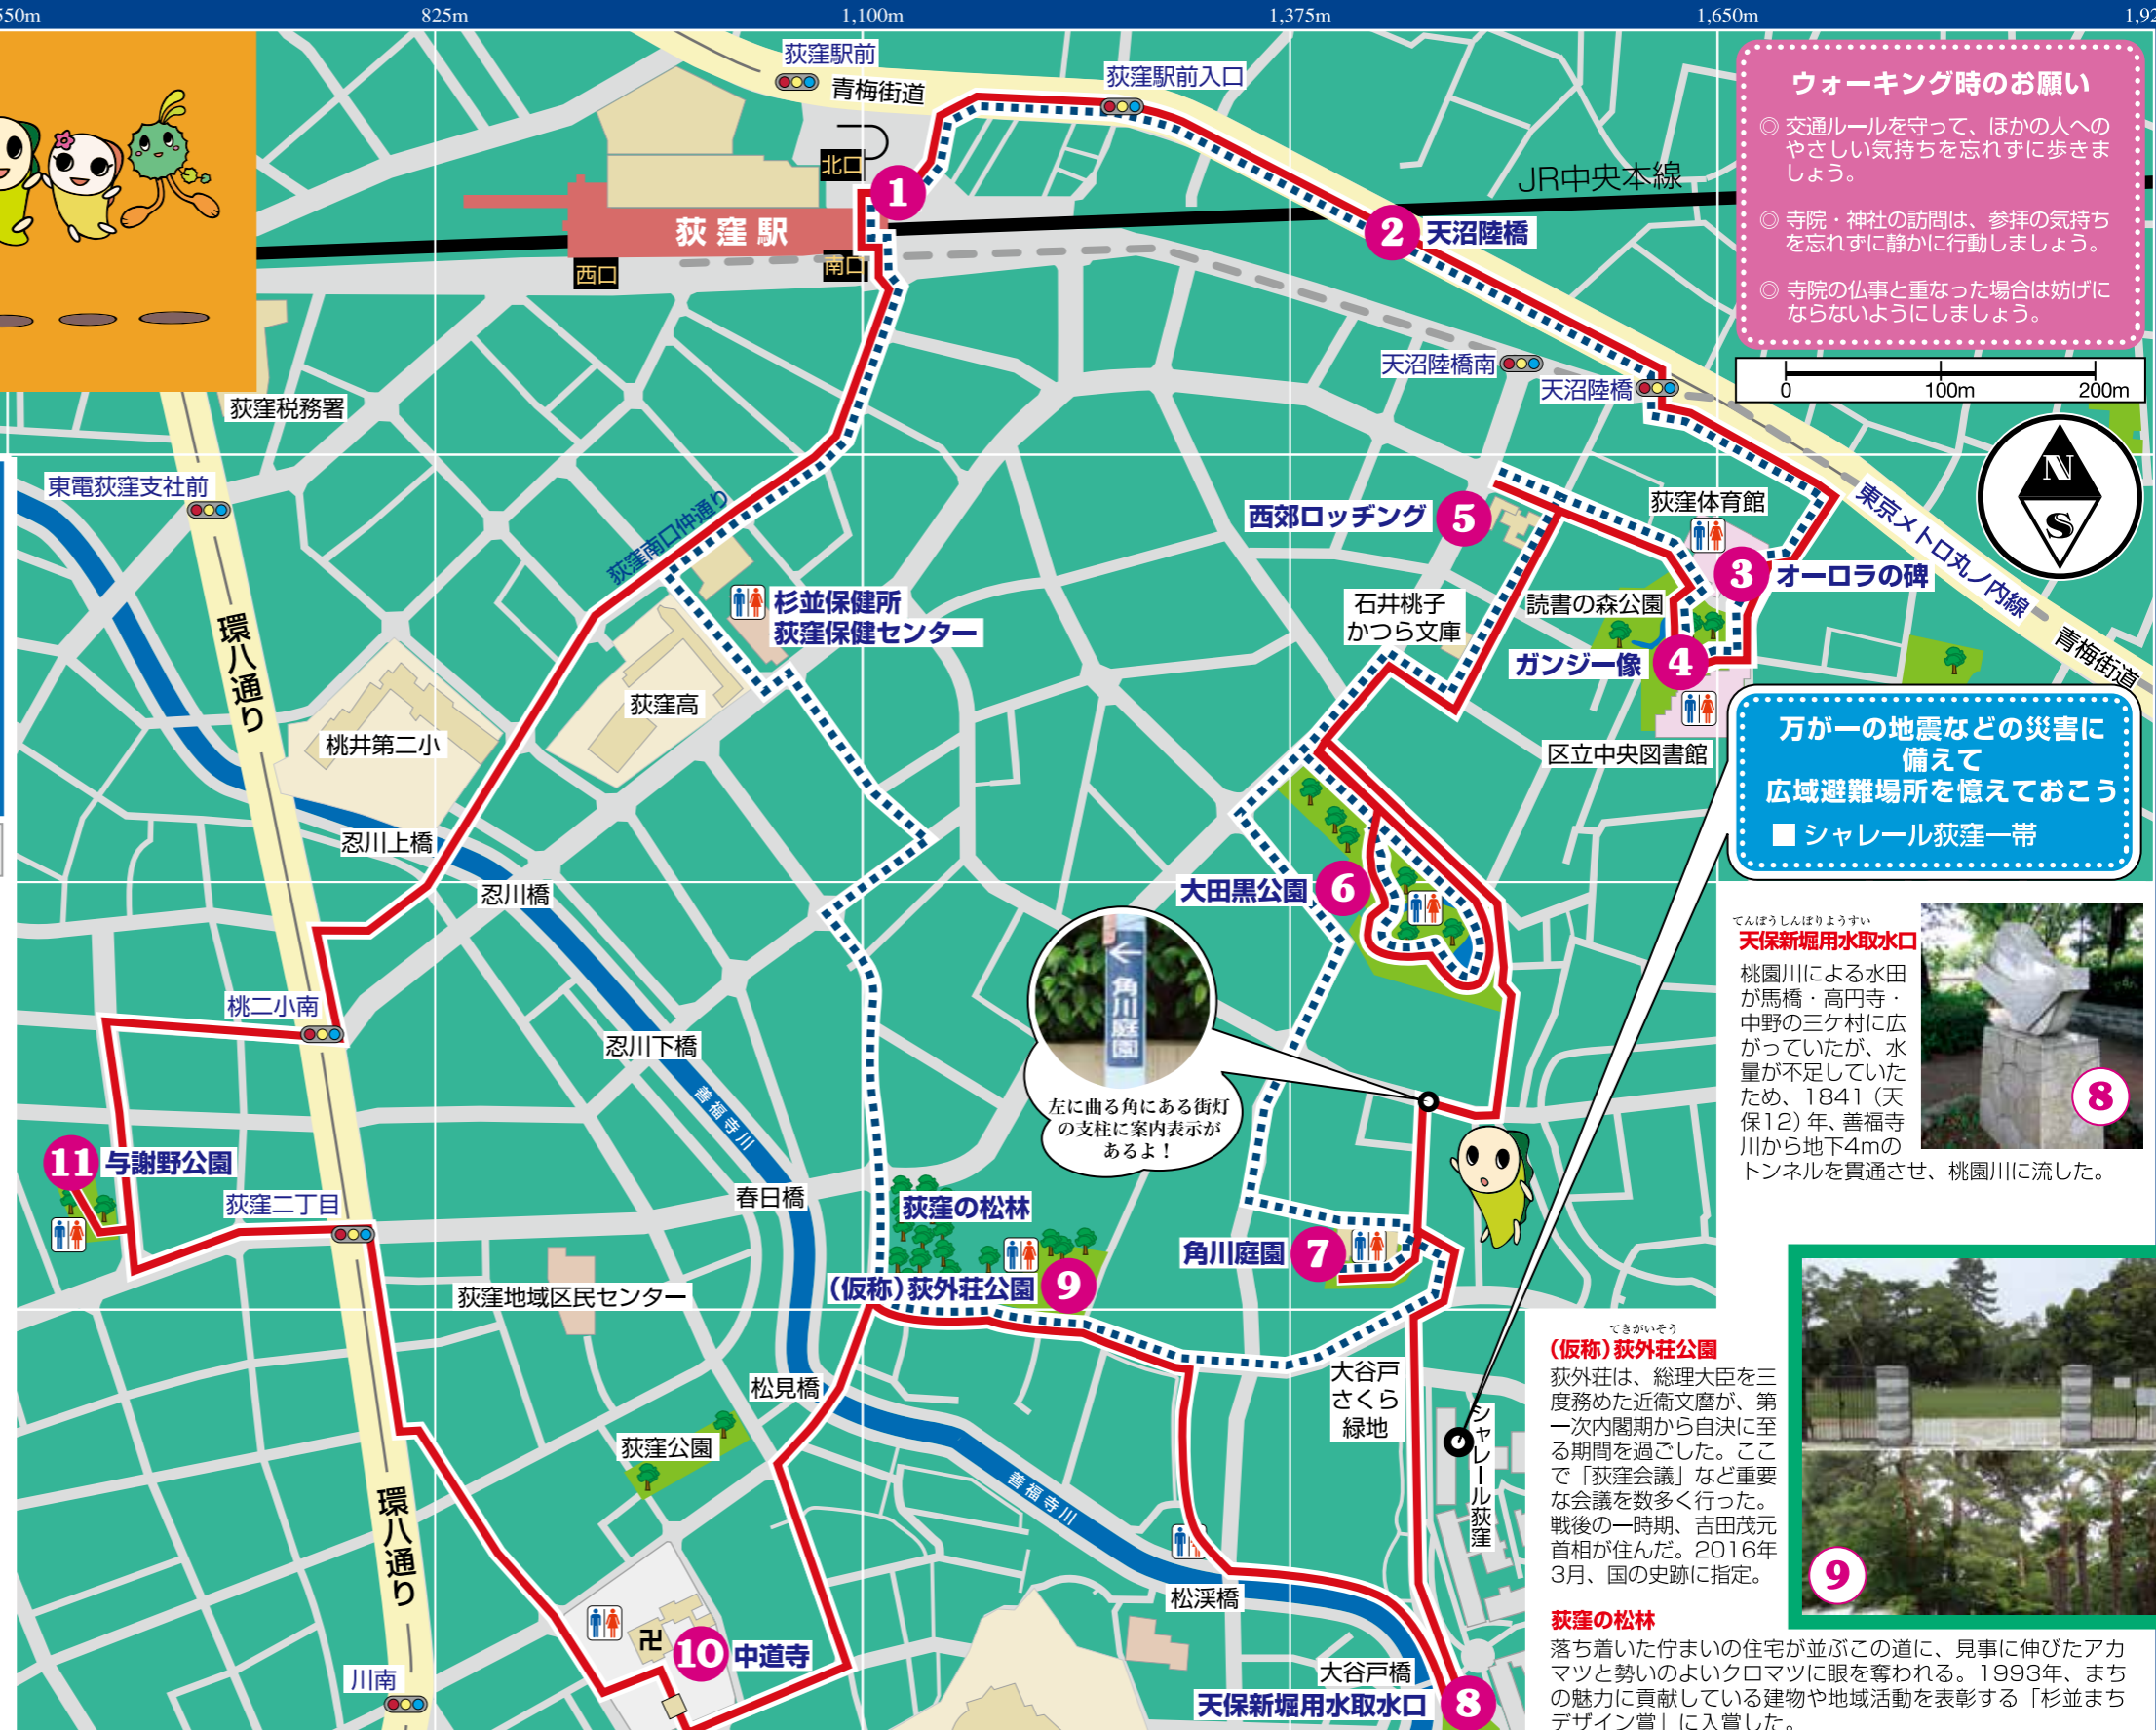 550m
825m
1,100m
1,375m
1,650m
荻窪駅前
青梅街道
荻窪駅前入口
ウォーキング時のお願い
◎ 交通ルールを守って、ほかの人への
やさしい気持ちを忘れずに歩きま
しょう。
◎ 寺院・神社の訪問は、参拝の気持ち
を忘れずに静かに行動しましょう。
◎ 寺院の仏事と重なった場合は妨げに
ならないようにしましょう。
北口
1
JR中央本線
荻窪駅
2 天沼陸橋
西口
南口
天沼陸橋南
天沼陸橋
0 100m 200m
荻窪税務署
N
S
東電荻窪支社前
荻窪南口仲通り
西郊ロッヂング 5
荻窪体育館
東京メトロ丸ノ内線
3 オーロラの碑
杉並保健所
荻窪保健センター
石井桃子
かつら文庫
読書の森公園
環八通り
ガンジー像 4
青梅街道
荻窪高
桃井第二小
区立中央図書館
万が一の地震などの災害に
備えて
広域避難場所を憶えておこう
■ シャレール荻窪一帯
忍川上橋
忍川橋
大田黒公園 6
てんぽうしんぼりようすい
天保新堀用水取水口
桃園川による水田
が馬橋・高円寺・
中野の三ケ村に広
がっていたが、水
量が不足していた
ため、1841（天
保12）年、善福寺
川から地下4mの
トンネルを貫通させ、桃園川に流した。
8
桃二小南
忍川下橋
←角川庭園
左に曲る角にある街灯
の支柱に案内表示が
あるよ！
善福寺川
11 与謝野公園
荻窪二丁目
春日橋
荻窪の松林
角川庭園 7
(仮称)荻外荘公園 9
荻窪地域区民センター
てきがいそう
(仮称)荻外荘公園
荻外荘は、総理大臣を三
度務めた近衞文麿が、第
一次内閣期から自決に至
る期間を過ごした。ここ
で「荻窪会議」など重要
な会議を数多く行った。
戦後の一時期、吉田茂元
首相が住んだ。2016年
3月、国の史跡に指定。
9
松見橋
大谷戸
さくら
緑地
シャレール荻窪
荻窪公園
善福寺川
環八通り
松渓橋
卍
10 中道寺
川南
大谷戸橋
天保新堀用水取水口 8
荻窪の松林
落ち着いた佇まいの住宅が並ぶこの道に、見事に伸びたアカ
マツと勢いのよいクロマツに眼を奪われる。1993年、まち
の魅力に貢献している建物や地域活動を表彰する「杉並まち
デザイン賞」に入賞した。